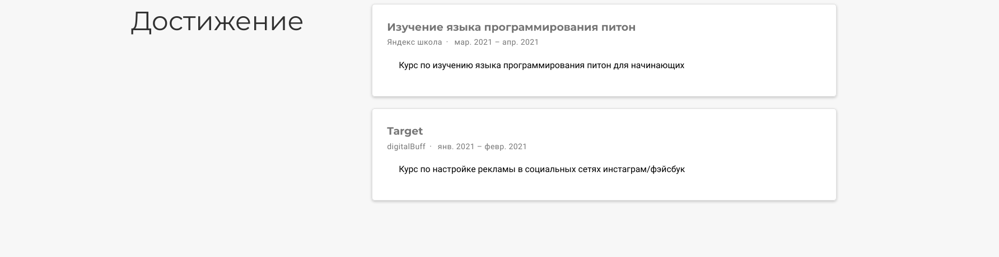 Достижение
Изучение языка программирования питон
Яндекс школа · мар. 2021 – апр. 2021
Курс по изучению языка программирования питон для начинающих
Target
digitalBuff · янв. 2021 – февр. 2021
Курс по настройке рекламы в социальных сетях инстаграм/фэйсбук